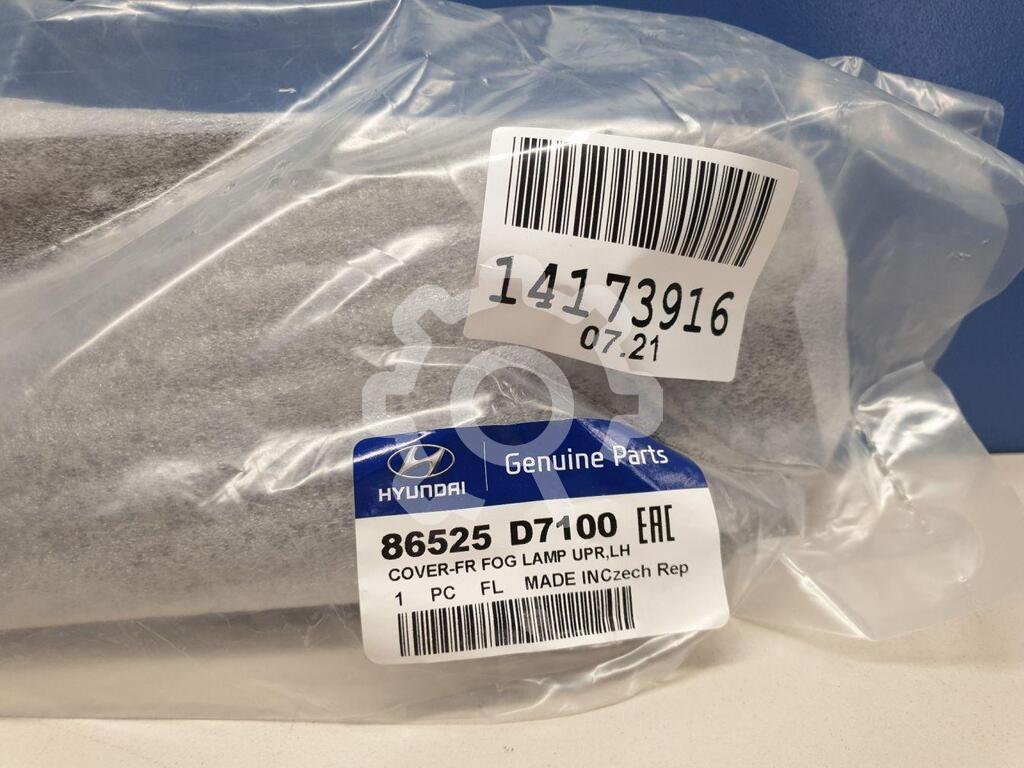 14173916
07.21
HYUNDAI
Genuine Parts
86525 D7100 EAC
COVER-FR FOG LAMP UPR,LH
1 PC FL MADE INCzech Rep